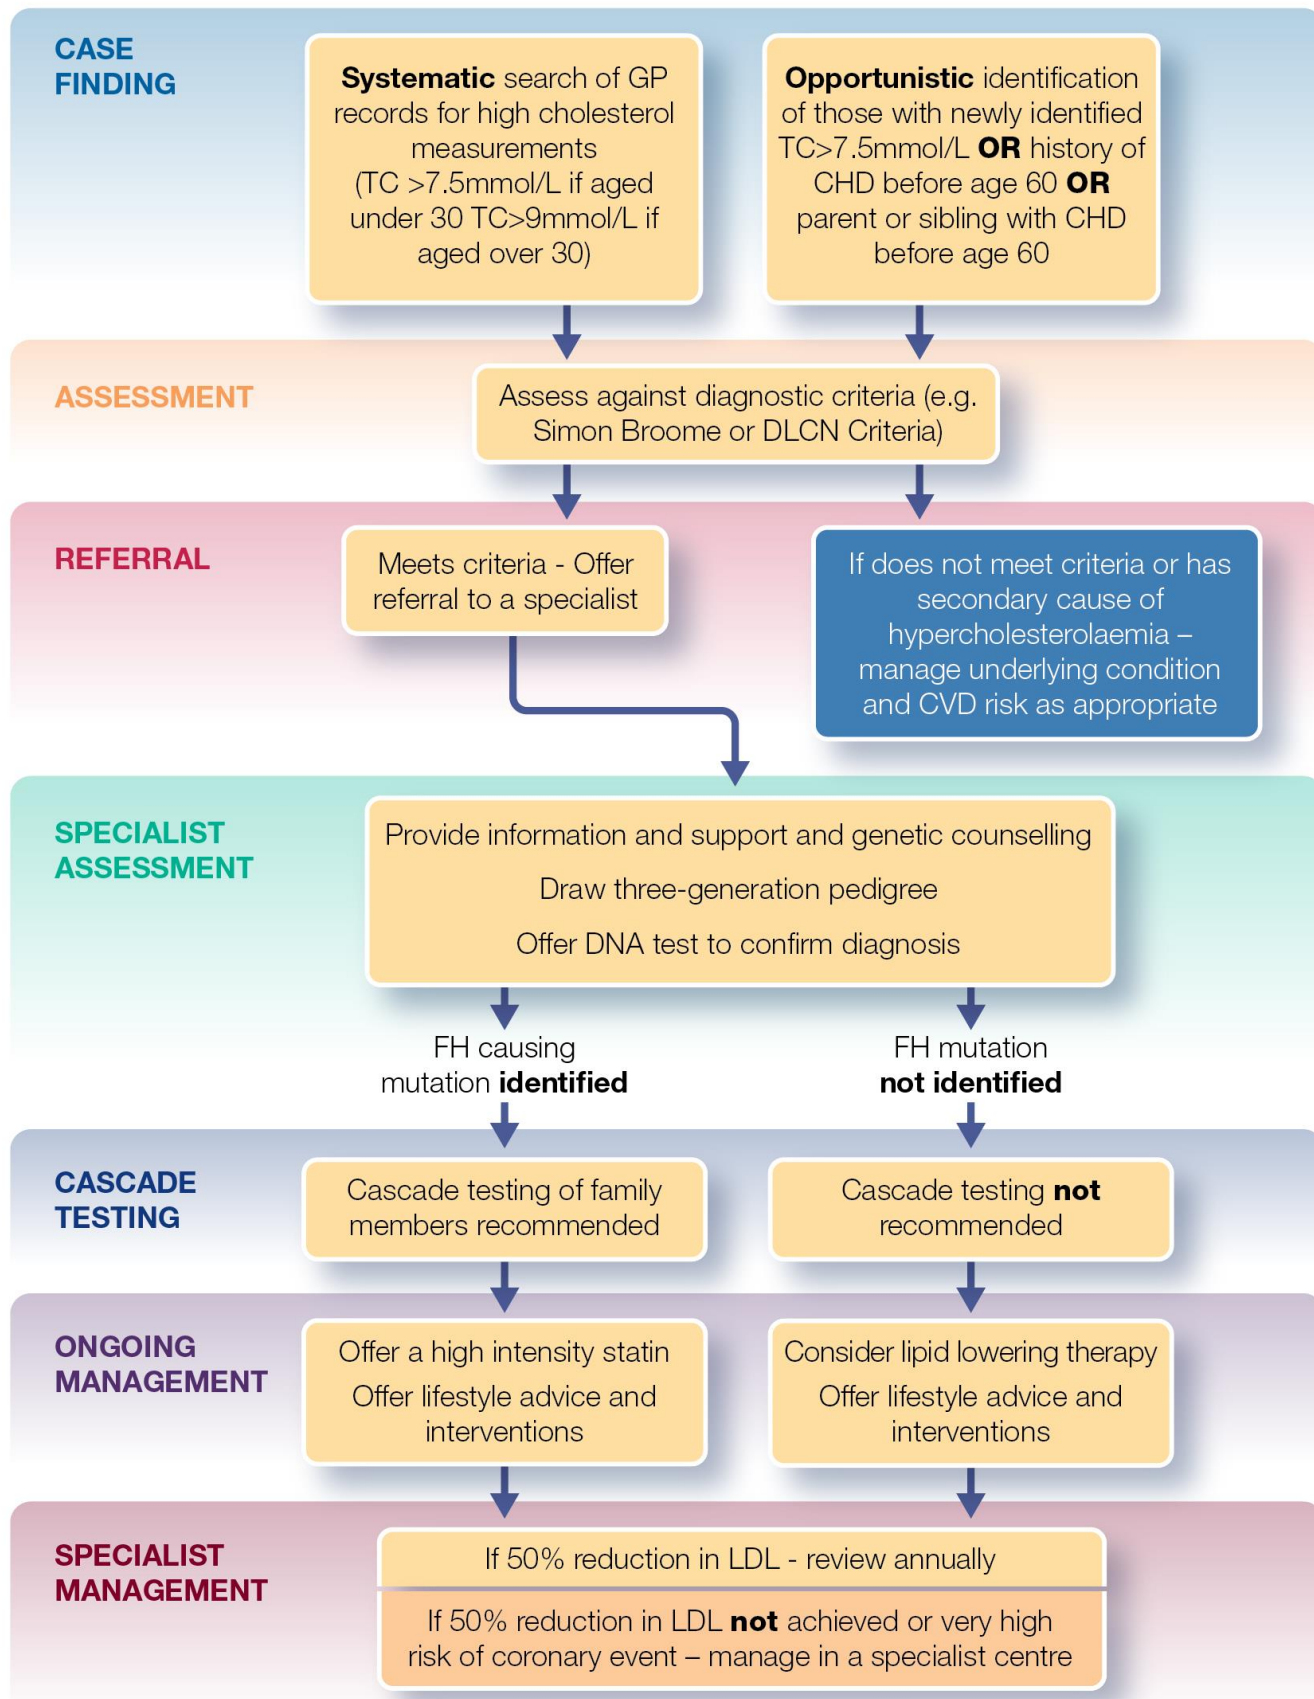 CASE
FINDING
Systematic search of GP
records for high cholesterol
measurements
(TC >7.5mmol/L if aged
under 30 TC>9mmol/L if
aged over 30)
Opportunistic identification
of those with newly identified
TC>7.5mmol/L OR history of
CHD before age 60 OR
parent or sibling with CHD
before age 60
ASSESSMENT
Assess against diagnostic criteria (e.g.
Simon Broome or DLCN Criteria)
REFERRAL
Meets criteria - Offer
referral to a specialist
If does not meet criteria or has
secondary cause of
hypercholesterolaemia –
manage underlying condition
and CVD risk as appropriate
SPECIALIST
ASSESSMENT
Provide information and support and genetic counselling
Draw three-generation pedigree
Offer DNA test to confirm diagnosis
FH causing
mutation identified
FH mutation
not identified
CASCADE
TESTING
Cascade testing of family
members recommended
Cascade testing not
recommended
ONGOING
MANAGEMENT
Offer a high intensity statin
Offer lifestyle advice and
interventions
Consider lipid lowering therapy
Offer lifestyle advice and
interventions
SPECIALIST
MANAGEMENT
If 50% reduction in LDL - review annually
If 50% reduction in LDL not achieved or very high
risk of coronary event – manage in a specialist centre